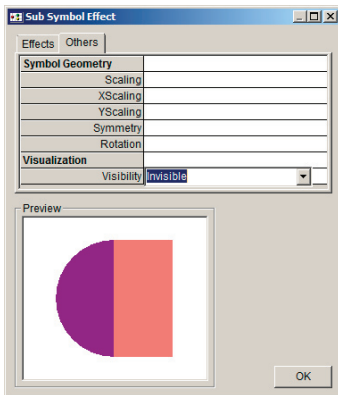 Sub Symbol Effect
Effects Others
Symbol Geometry
Scaling
XScaling
YScaling
Symmetry
Rotation
Visualization
Visibility Invisible
Preview
OK